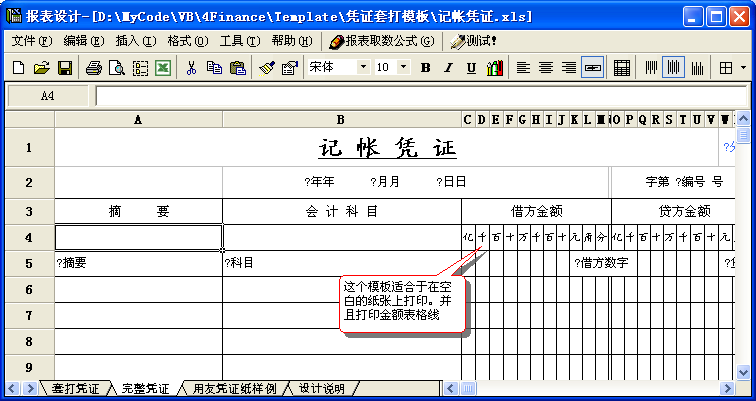 报表设计-[D:\MyCode\VB\4Finance\Template\凭证套打模板\记帐凭证.xls]
文件(F) 编辑(E) 插入(I) 格式(O) 工具(T) 帮助(H) 报表取数公式(G) 测试!
宋体 10 B I U
A4
A B C D E F G H I J K L M O P Q R S T U V W
1 记帐凭证
2 ?年年 ?月月 ?日日 字第 ?编号 号
3 摘 要 会 计 科 目 借方金额 贷方金额
4 亿 千 百 十 万 千 百 十 元 角 分 亿 千 百 十 万 千 百 十 元
5 ?摘要 ?科目 ?借方数字
这个模板适合于在空
白的纸张上打印。并
且打印金额表格线
6
7
8
9
套打凭证 完整凭证 用友凭证纸样例 设计说明